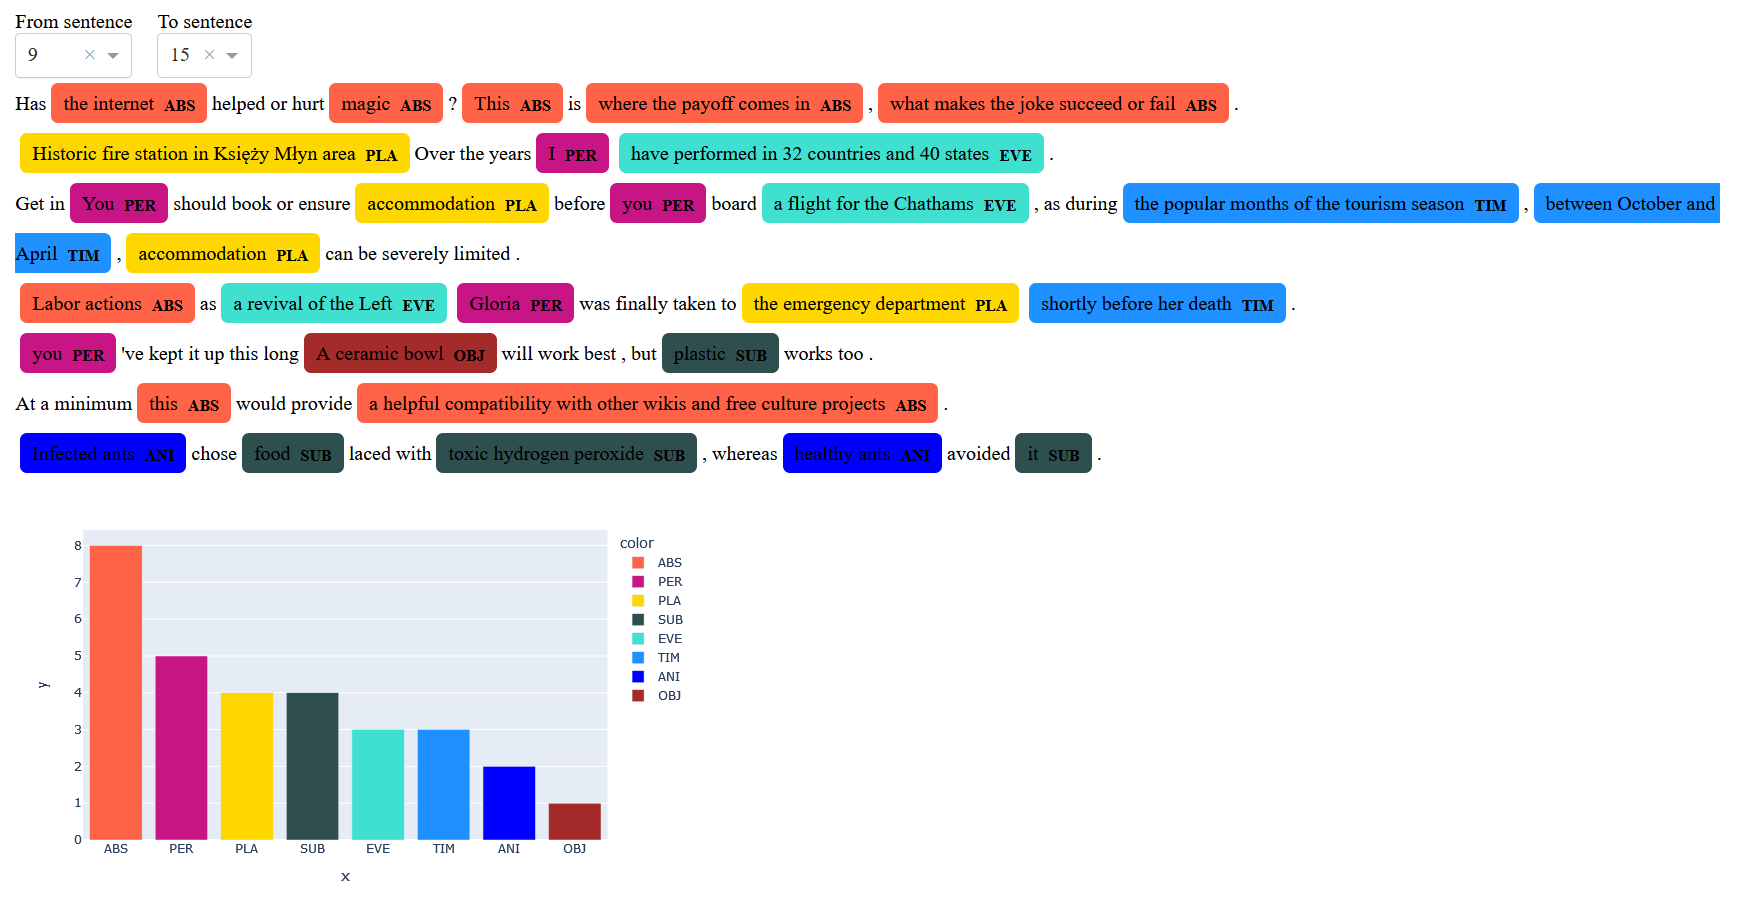 From sentence To sentence
9 × 15 ×
Has the internet ABS helped or hurt magic ABS ? This ABS is where the payoff comes in ABS , what makes the joke succeed or fail ABS .
Historic fire station in Księży Młyn area PLA Over the years I PER have performed in 32 countries and 40 states EVE .
Get in You PER should book or ensure accommodation PLA before you PER board a flight for the Chathams EVE , as during the popular months of the tourism season TIM , between October and
April TIM , accommodation PLA can be severely limited .
Labor actions ABS as a revival of the Left EVE Gloria PER was finally taken to the emergency department PLA shortly before her death TIM .
you PER 've kept it up this long A ceramic bowl OBJ will work best , but plastic SUB works too .
At a minimum this ABS would provide a helpful compatibility with other wikis and free culture projects ABS .
Infected ants ANI chose food SUB laced with toxic hydrogen peroxide SUB , whereas healthy ants ANI avoided it SUB .
color
ABS
PER
PLA
SUB
EVE
TIM
ANI
OBJ
8
7
6
5
4
3
2
1
0
y
ABS PER PLA SUB EVE TIM ANI OBJ
x